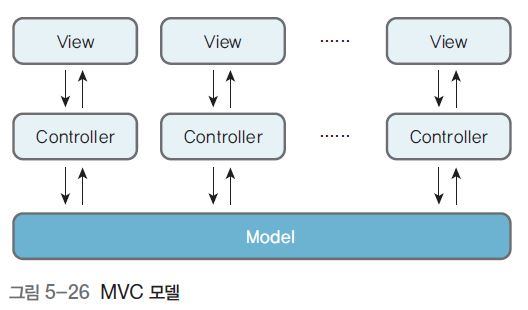 View View ...... View
Controller Controller ...... Controller
Model
그림 5-26 MVC 모델